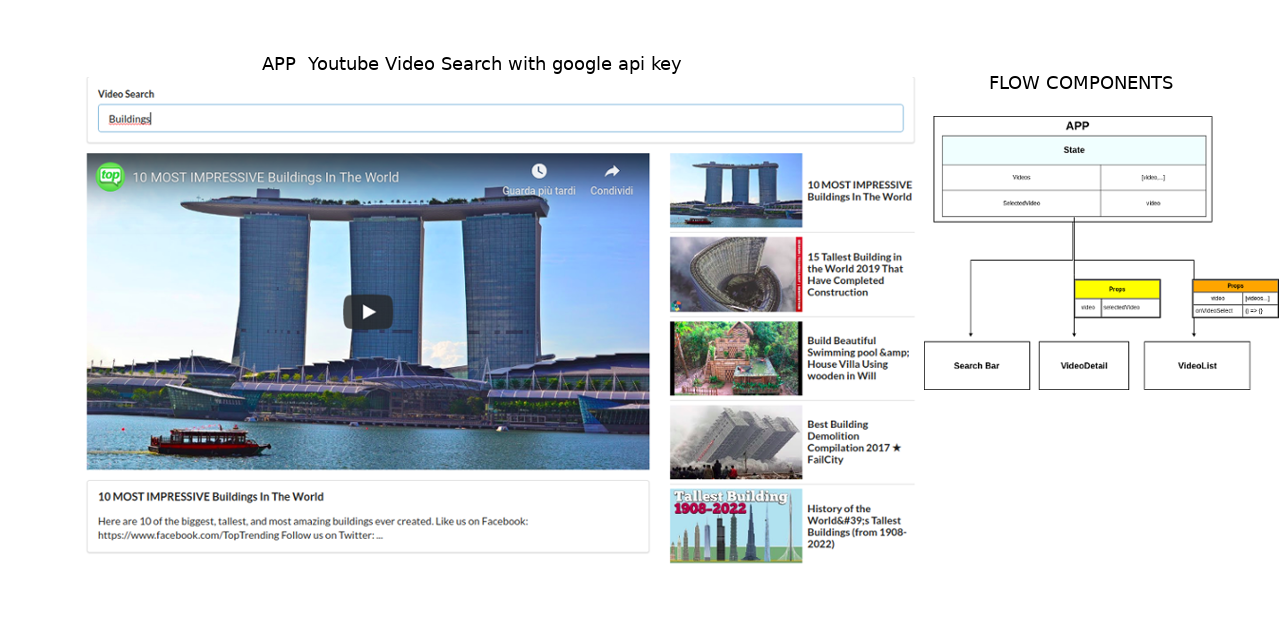 APP  Youtube Video Search with google api key
FLOW COMPONENTS
Video Search
Buildings
top
10 MOST IMPRESSIVE Buildings In The World
Guarda più tardi
Condividi
10 MOST IMPRESSIVE Buildings In The World
Here are 10 of the biggest, tallest, and most amazing buildings ever created. Like us on Facebook:
https://www.facebook.com/TopTrending Follow us on Twitter: ...
10 MOST IMPRESSIVE
Buildings In The World
15 Tallest Building in
the World 2019 That
Have Completed
Construction
Build Beautiful
Swimming pool &amp;
House Villa Using
wooden in Will
Best Building
Demolition
Compilation 2017 ★
FailCity
Tallest Building
1908-2022
History of the
World&#39;s Tallest
Buildings (from 1908-
2022)
APP
State
Videos
[video,..]
SelectedVideo
video
Props
video
selectedVideo
Props
video
[videos...]
onVideoSelect
() => {}
Search Bar
VideoDetail
VideoList